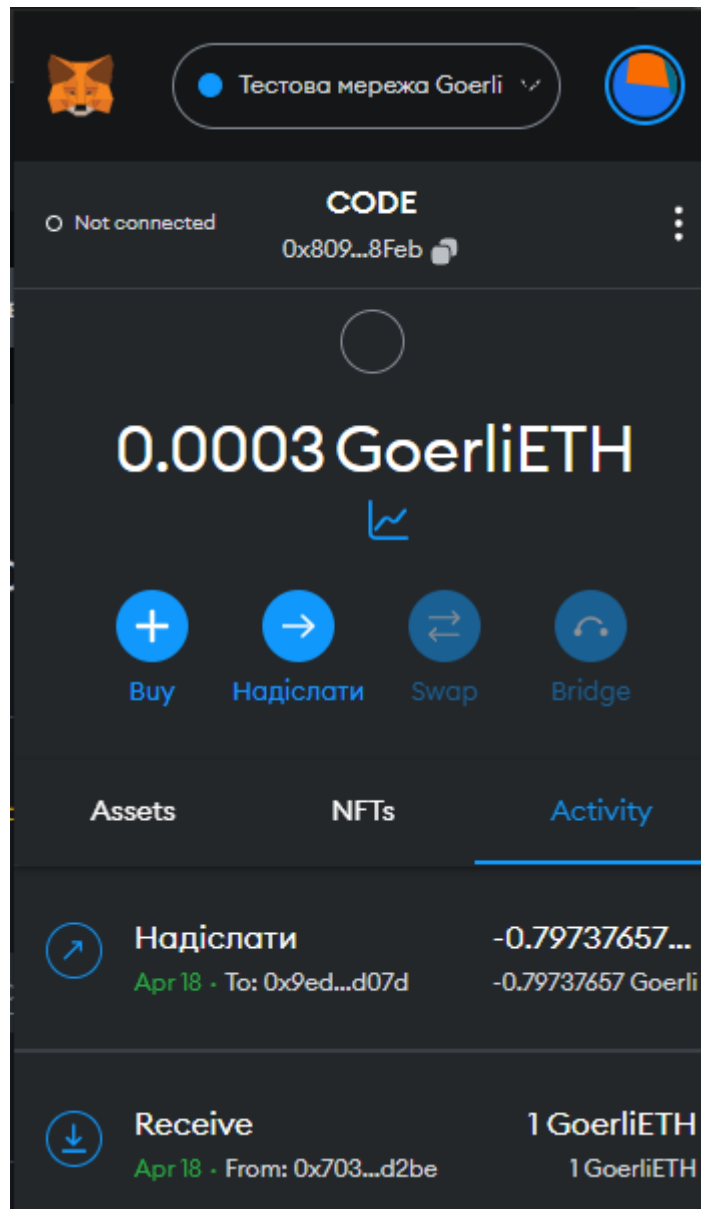 Тестова мережа Goerli
Not connected
CODE
0x809...8Feb
0.0003 GoerliETH
Buy
Надіслати
Swap
Bridge
Assets
NFTs
Activity
Надіслати
-0.79737657...
Apr 18 · To: 0x9ed...d07d
-0.79737657 Goerli
Receive
1 GoerliETH
Apr 18 · From: 0x703...d2be
1 GoerliETH